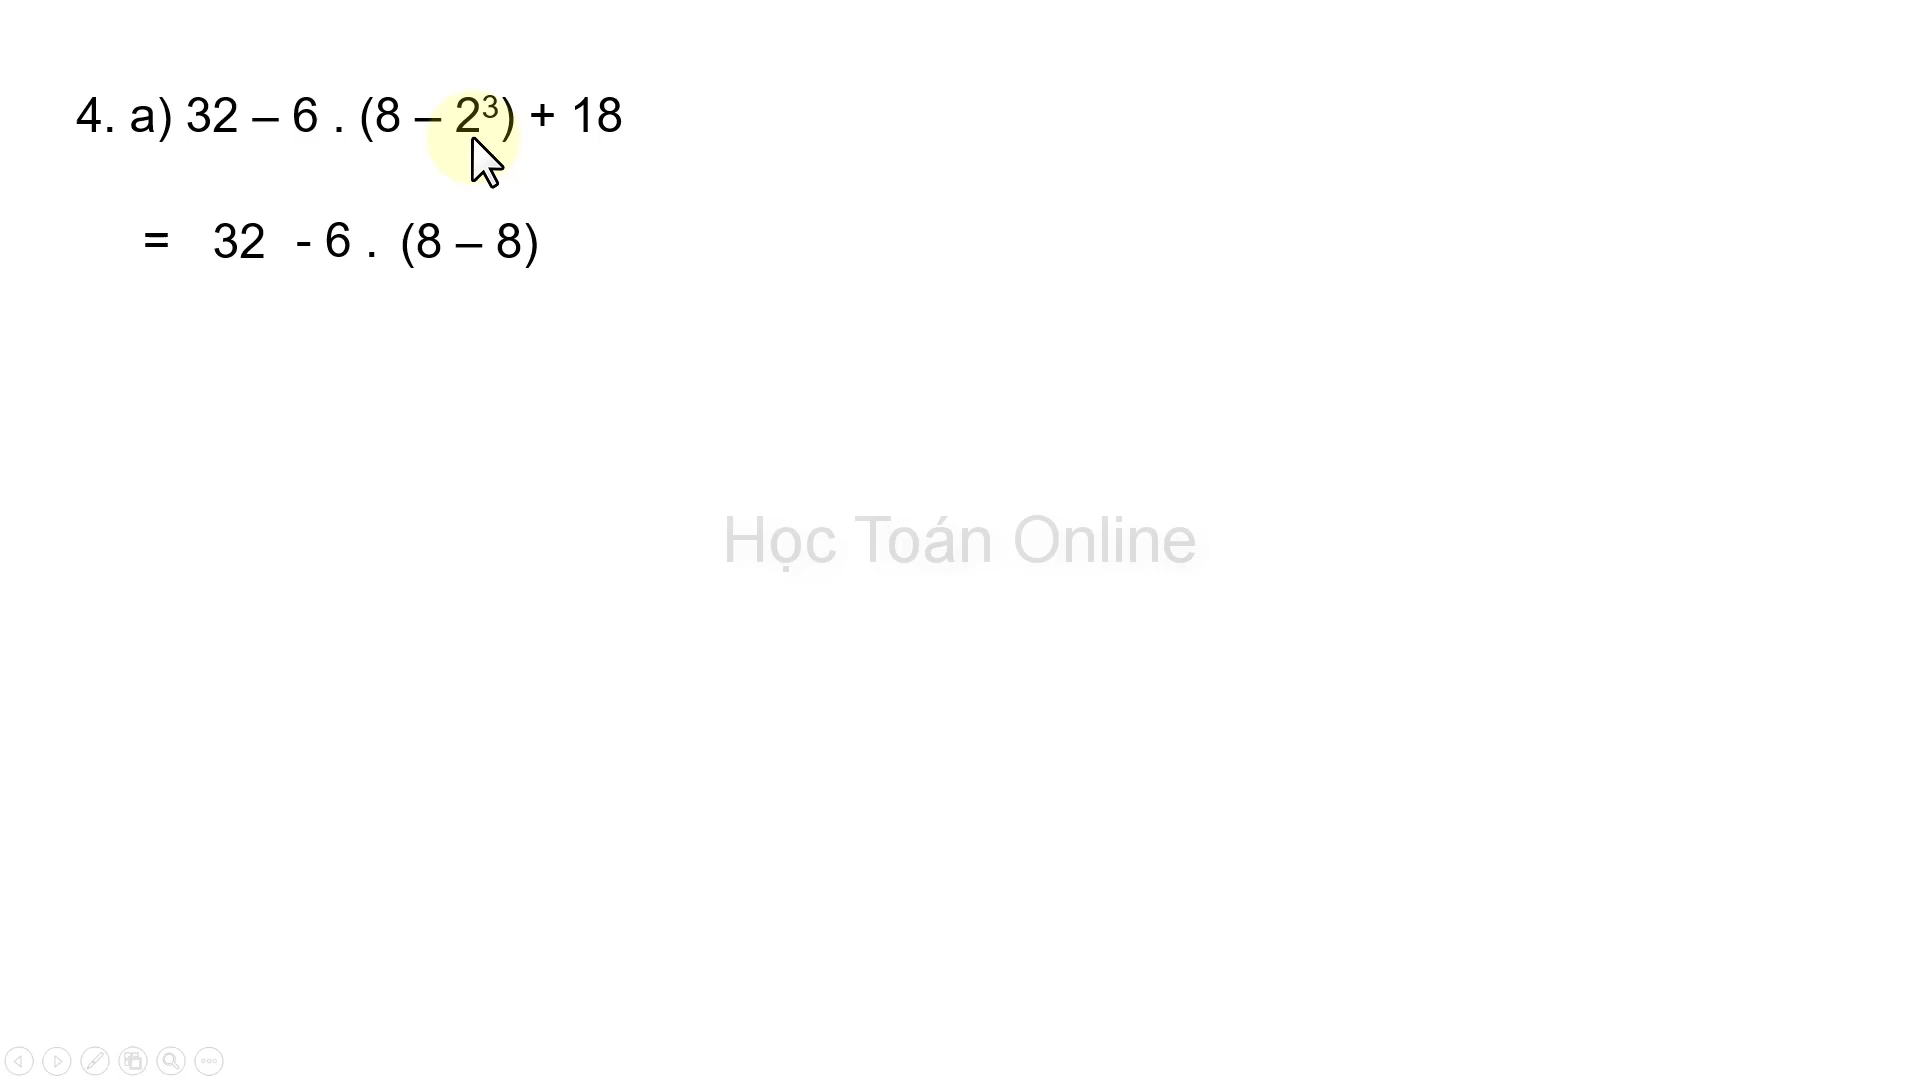 4. a) 32 – 6 . (8 – 2³) + 18
= 32 - 6 . (8 – 8)
Học Toán Online